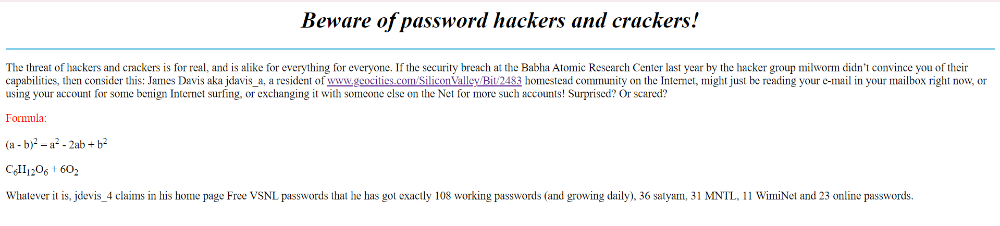 Beware of password hackers and crackers!
The threat of hackers and crackers is for real, and is alike for everything for everyone. If the security breach at the Babha Atomic Research Center last year by the hacker group milworm didn’t convince you of their
capabilities, then consider this: James Davis aka jdavis_a, a resident of www.geocities.com/SiliconValley/Bit/2483 homestead community on the Internet, might just be reading your e-mail in your mailbox right now, or
using your account for some benign Internet surfing, or exchanging it with someone else on the Net for more such accounts! Surprised? Or scared?
Formula:
(a - b)² = a² - 2ab + b²
C₆H₁₂O₆ + 6O₂
Whatever it is, jdevis_4 claims in his home page Free VSNL passwords that he has got exactly 108 working passwords (and growing daily), 36 satyam, 31 MNTL, 11 WimiNet and 23 online passwords.